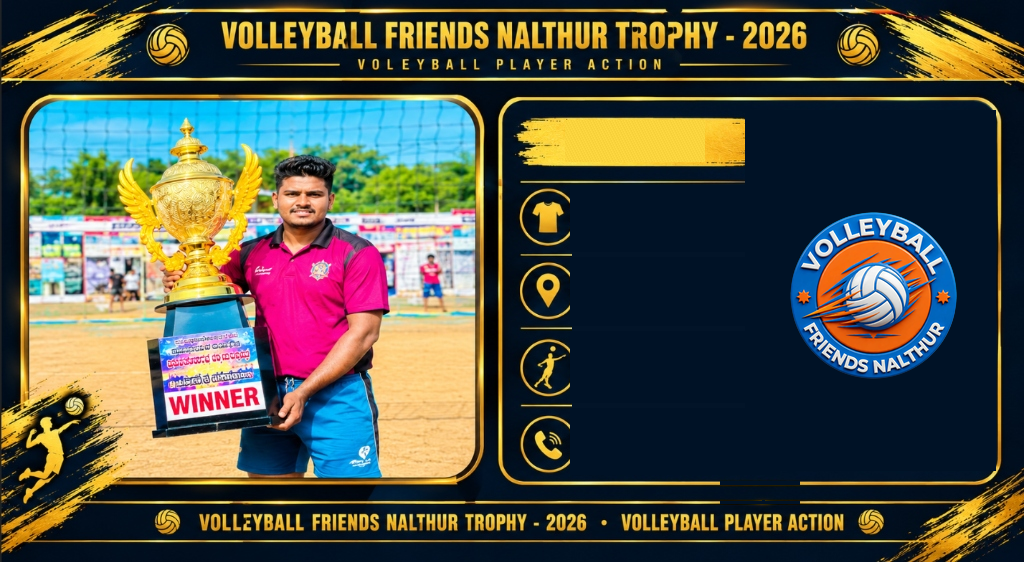 VOLLEYBALL FRIENDS NALTHUR TROPHY - 2026
VOLEYBALL PLAYER ACTION
WINNER
VOLLEYBALL
FRIENDS NALTHUR
VOLLEYBALL FRIENDS NALTHUR TROPHY - 2026 • VOLLEYBALL PLAYER ACTION